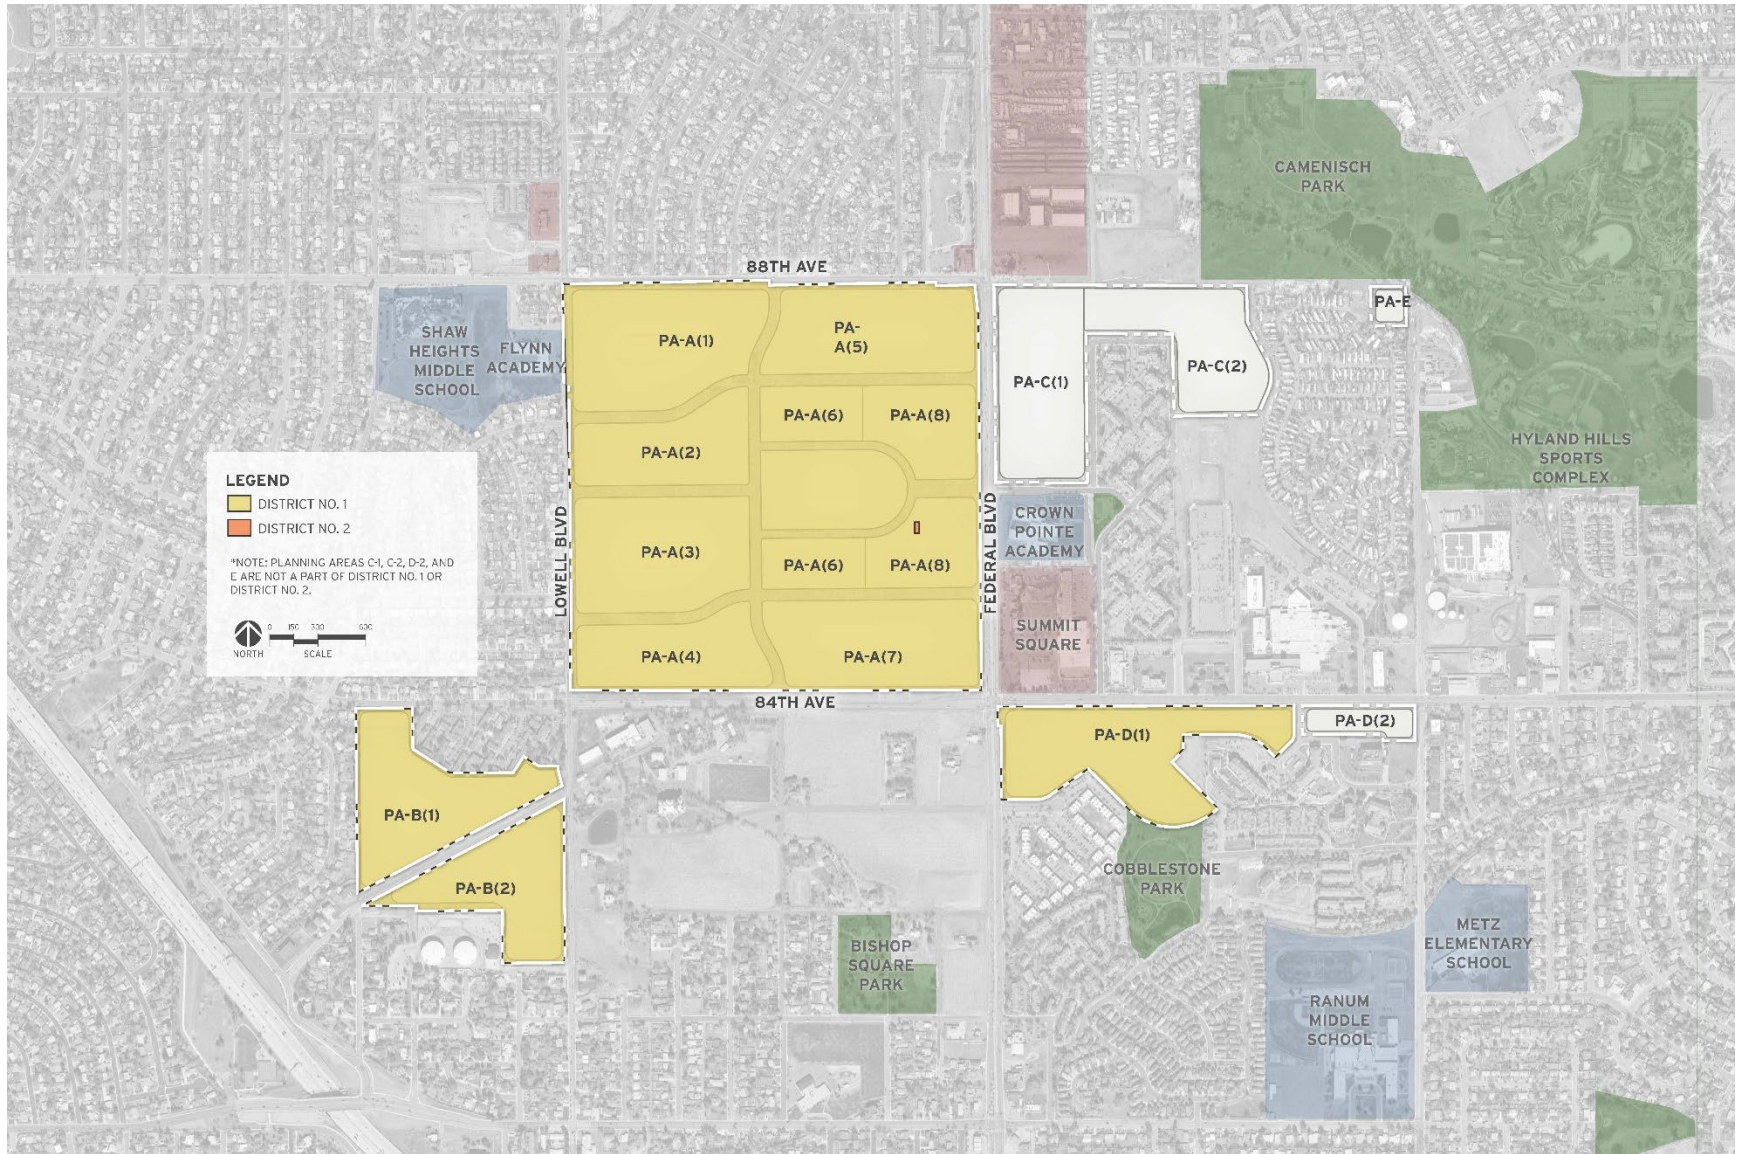 CAMENISCH
PARK
88TH AVE
PA-E
SHAW
HEIGHTS
MIDDLE
SCHOOL
FLYNN
ACADEMY
PA-A(1)
PA-
A(5)
PA-C(1)
PA-C(2)
PA-A(6)
PA-A(8)
PA-A(2)
HYLAND HILLS
SPORTS
COMPLEX
LEGEND
DISTRICT NO. 1
DISTRICT NO. 2
*NOTE: PLANNING AREAS C-1, C-2, D-2, AND
E ARE NOT A PART OF DISTRICT NO. 1 OR
DISTRICT NO. 2.
0 150 300 600
NORTH SCALE
LOWELL BLVD
FEDERAL BLVD
CROWN
POINTE
ACADEMY
PA-A(3)
PA-A(6)
PA-A(8)
SUMMIT
SQUARE
PA-A(4)
PA-A(7)
84TH AVE
PA-D(1)
PA-D(2)
PA-B(1)
PA-B(2)
COBBLESTONE
PARK
BISHOP
SQUARE
PARK
METZ
ELEMENTARY
SCHOOL
RANUM
MIDDLE
SCHOOL